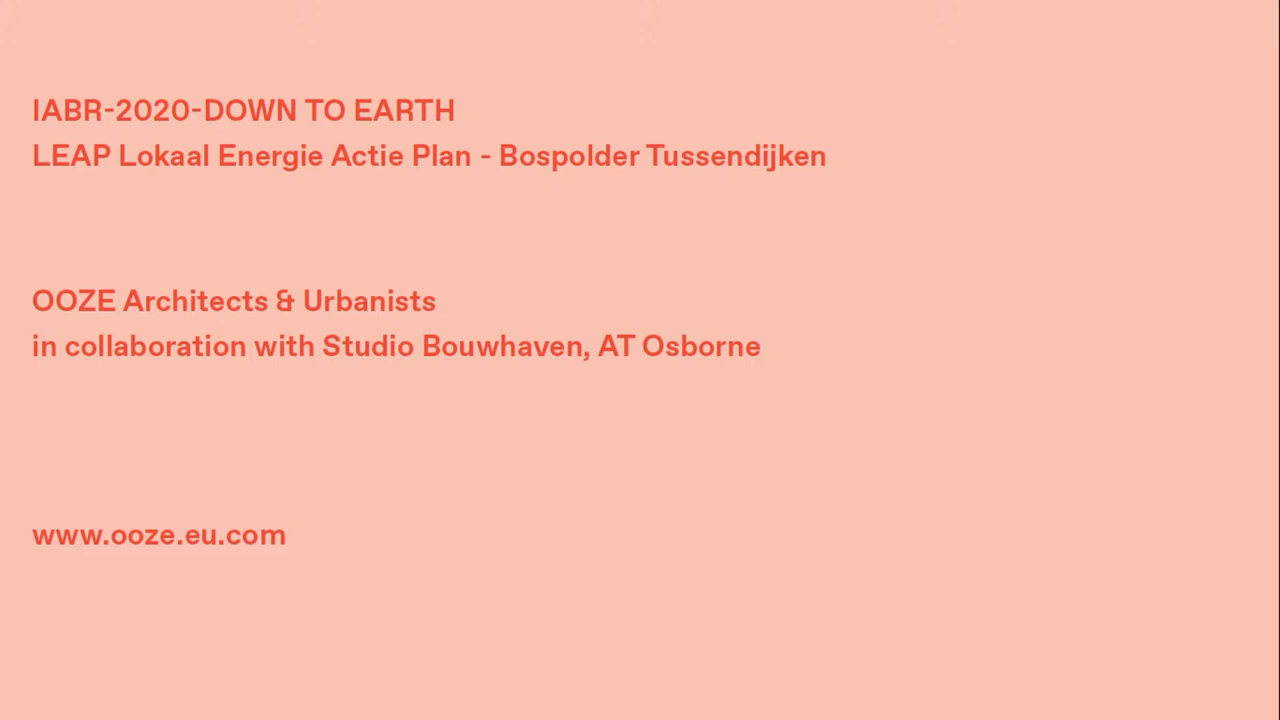 IABR-2020-DOWN TO EARTH
LEAP Lokaal Energie Actie Plan - Bospolder Tussendijken
OOZE Architects & Urbanists
in collaboration with Studio Bouwhaven, AT Osborne
www.ooze.eu.com